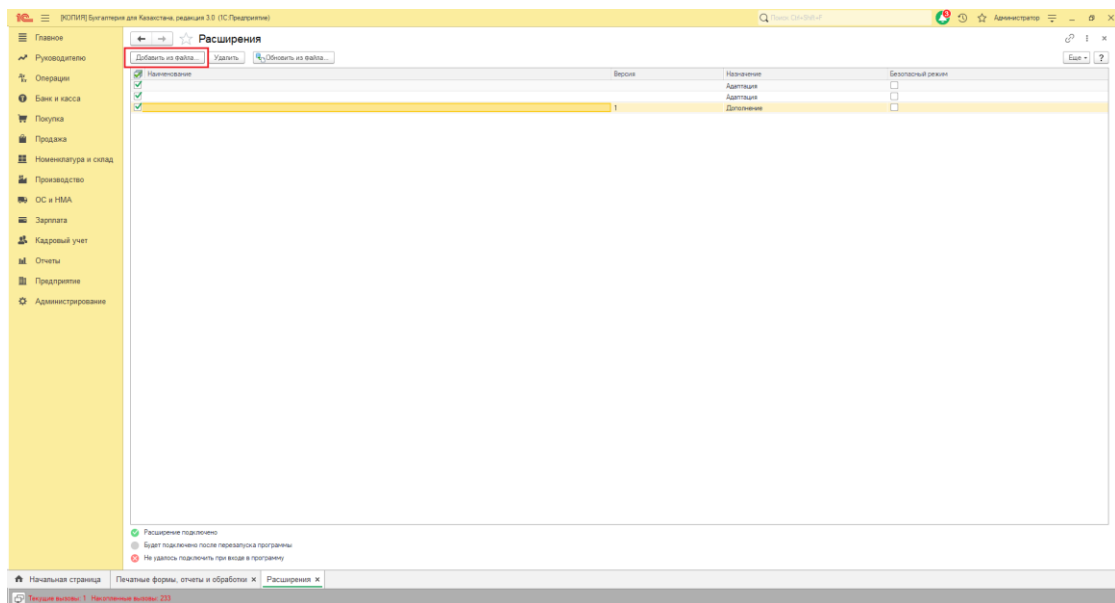 [КОПИЯ] Бухгалтерия для Казахстана, редакция 3.0 (1С:Предприятие)
Поиск Ctrl+Shift+F
3
Администратор
Главное
Руководителю
Операции
Банк и касса
Покупка
Продажа
Номенклатура и склад
Производство
ОС и НМА
Зарплата
Кадровый учет
Отчеты
Предприятие
Администрирование
Расширения
Добавить из файла...
Удалить
Обновить из файла...
Еще
?
Наименование
Версия
Назначение
Безопасный режим
Адаптация
Адаптация
1
Дополнение
Расширение подключено
Будет подключено после перезапуска программы
Не удалось подключить при входе в программу
Начальная страница
Печатные формы, отчеты и обработки ×
Расширения ×
Текущие вызовы: 1 Накопленные вызовы: 233